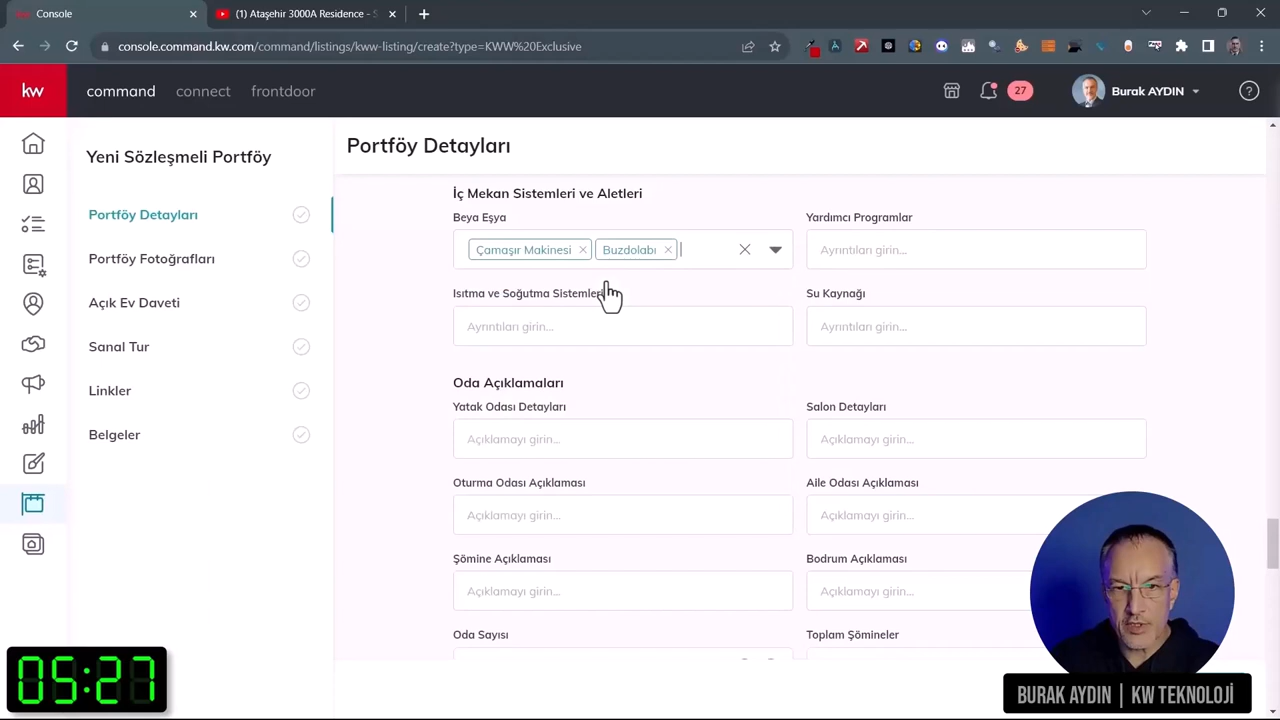 Console
(1) Ataşehir 3000A Residence - S
console.command.kw.com/command/listings/kww-listing/create?type=KWW%20Exclusive
kw
command
connect
frontdoor
27
Burak AYDIN
Yeni Sözleşmeli Portföy
Portföy Detayları
Portföy Fotoğrafları
Açık Ev Daveti
Sanal Tur
Linkler
Belgeler
Portföy Detayları
İç Mekan Sistemleri ve Aletleri
Beya Eşya
Yardımcı Programlar
Çamaşır Makinesi
Buzdolabı
Ayrıntıları girin...
Isıtma ve Soğutma Sistemleri
Su Kaynağı
Ayrıntıları girin...
Ayrıntıları girin...
Oda Açıklamaları
Yatak Odası Detayları
Salon Detayları
Açıklamayı girin...
Açıklamayı girin...
Oturma Odası Açıklaması
Aile Odası Açıklaması
Açıklamayı girin...
Açıklamayı girin...
Şömine Açıklaması
Bodrum Açıklaması
Açıklamayı girin...
Açıklamayı girin...
Oda Sayısı
Toplam Şömineler
05:27
BURAK AYDIN | KW TEKNOLOJİ